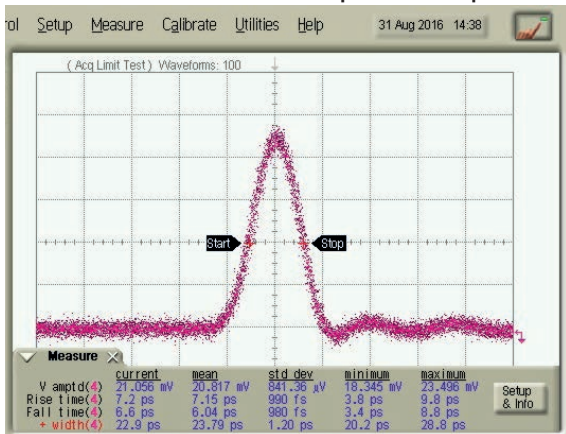 ol Setup Measure Calibrate Utilities Help 31 Aug 2016 14:38
( Acq Limit Test ) Waveforms: 100
Start Stop
Measure
current mean std dev minimum maximum
V amptd(4) 21.056 mV 20.817 mV 841.36 µV 18.345 mV 23.496 mV
Rise time(4) 7.2 ps 7.15 ps 990 fs 3.8 ps 9.8 ps
Fall time(4) 6.6 ps 6.04 ps 980 fs 3.4 ps 8.8 ps
+ width(4) 22.9 ps 23.79 ps 1.20 ps 20.2 ps 28.8 ps
Setup
& Info